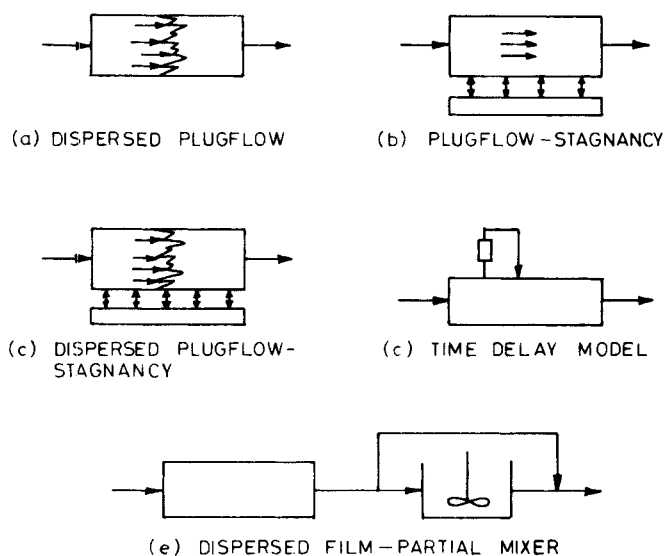 (a) DISPERSED PLUGFLOW
(b) PLUGFLOW-STAGNANCY
(c) DISPERSED PLUGFLOW-
STAGNANCY
(c) TIME DELAY MODEL
(e) DISPERSED FILM-PARTIAL MIXER